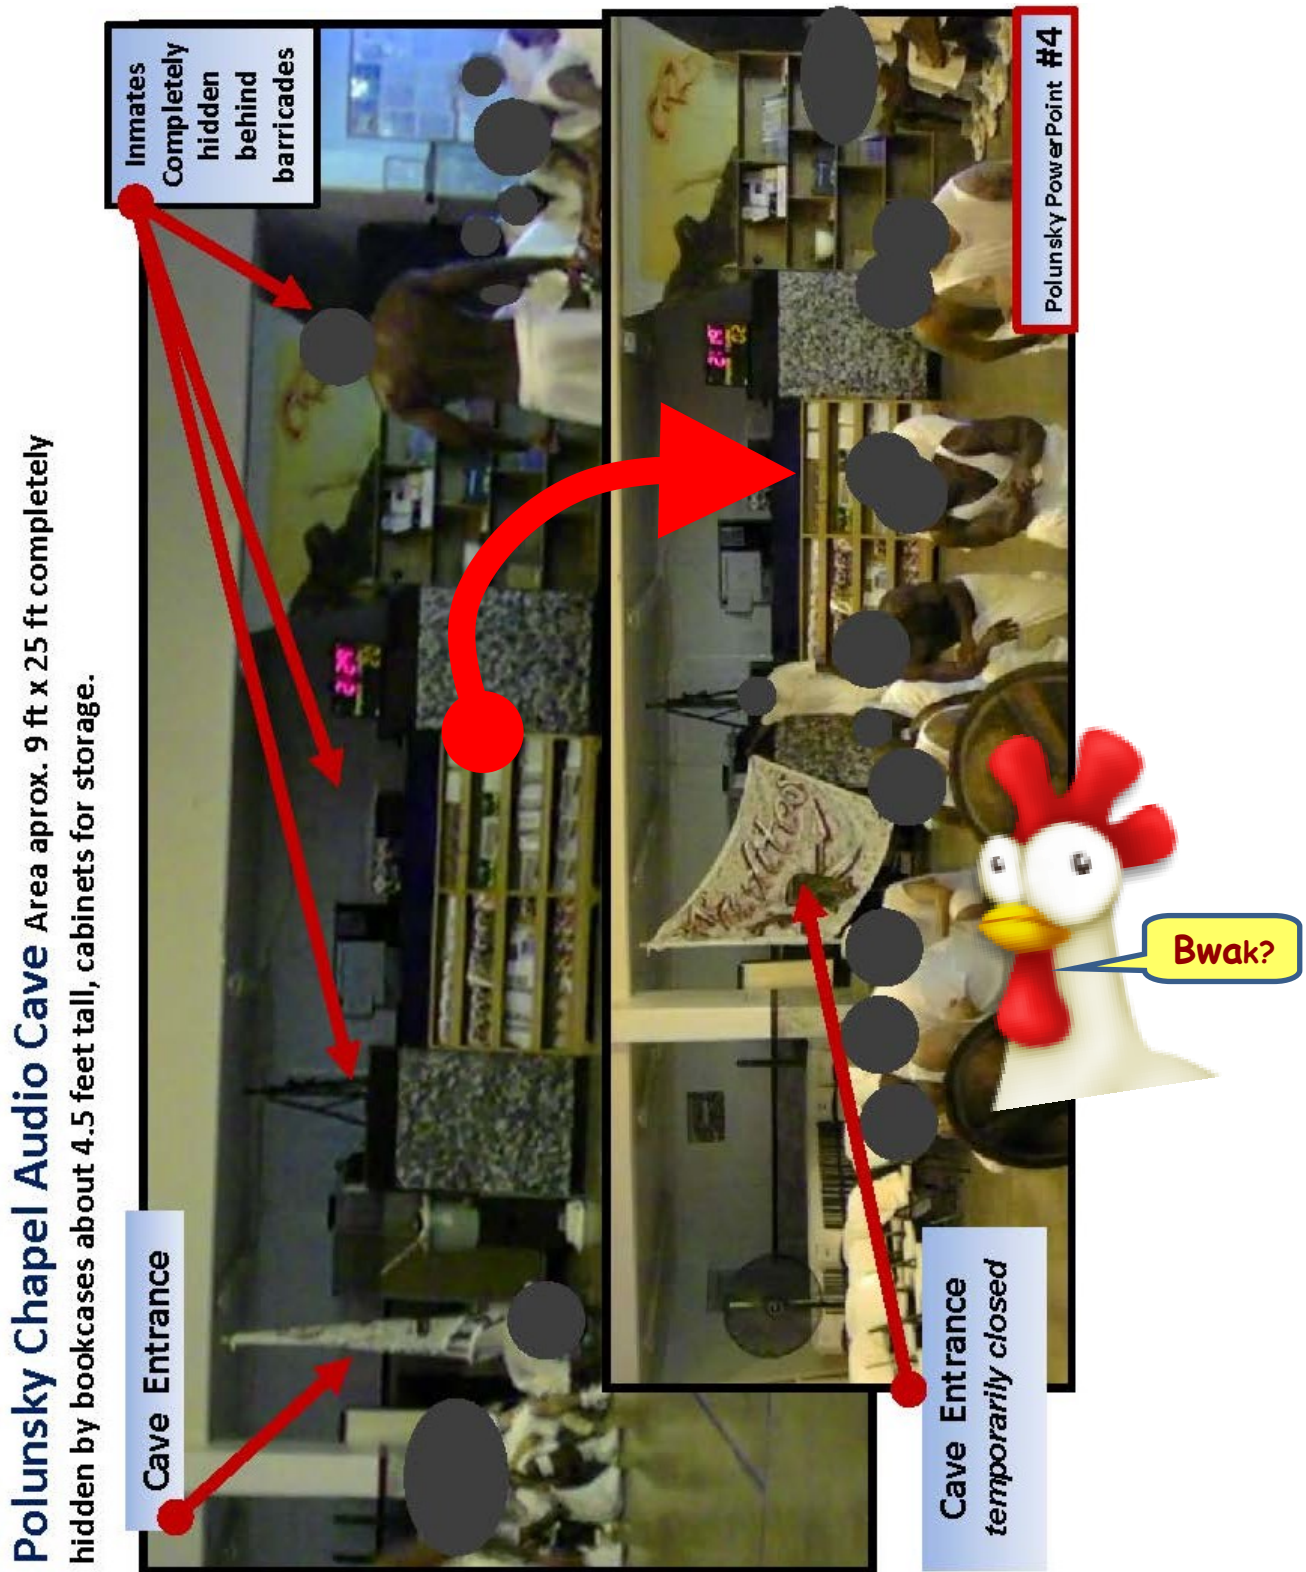 Polunsky Chapel Audio Cave Area aprox. 9 ft x 25 ft completely
hidden by bookcases about 4.5 feet tall, cabinets for storage.
Cave Entrance
Inmates
Completely
hidden
behind
barricades
Cave Entrance
temporarily closed
Polunsky PowerPoint #4
Bwak?